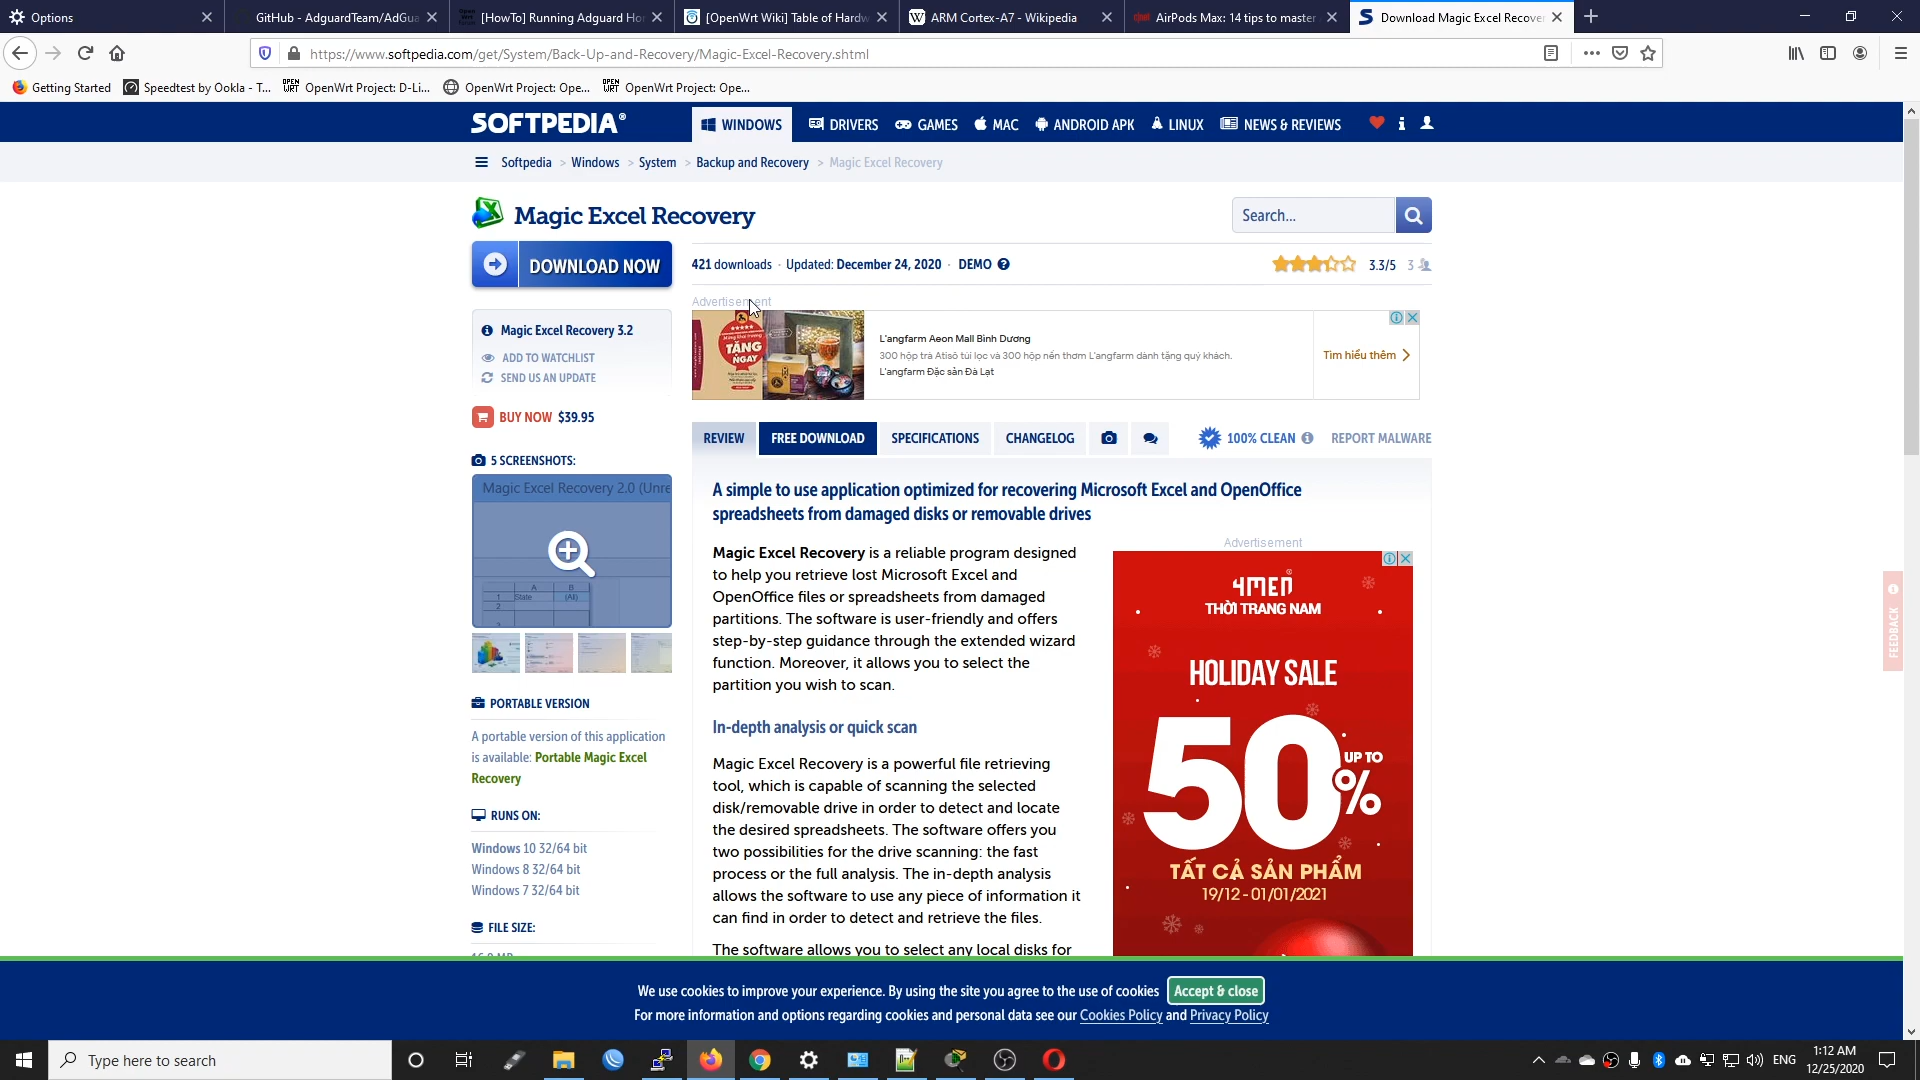 Options
GitHub - AdguardTeam/AdGua
[HowTo] Running Adguard Ho
[OpenWrt Wiki] Table of Hardw
ARM Cortex-A7 - Wikipedia
AirPods Max: 14 tips to master
Download Magic Excel Recover
https://www.softpedia.com/get/System/Back-Up-and-Recovery/Magic-Excel-Recovery.shtml
Getting Started
Speedtest by Ookla - T...
OpenWrt Project: D-Li...
OpenWrt Project: Ope...
OpenWrt Project: Ope...
SOFTPEDIA®
WINDOWS
DRIVERS
GAMES
MAC
ANDROID APK
LINUX
NEWS & REVIEWS
Softpedia > Windows > System > Backup and Recovery > Magic Excel Recovery
Magic Excel Recovery
Search...
DOWNLOAD NOW
421 downloads · Updated: December 24, 2020 · DEMO
3.3/5 3
Advertisement
TẶNG
NGAY
L'angfarm Aeon Mall Bình Dương
300 hộp trà Atisô túi lọc và 300 hộp nến thơm L'angfarm dành tặng quý khách.
L'angfarm Đặc sản Đà Lạt
Tìm hiểu thêm
Magic Excel Recovery 3.2
ADD TO WATCHLIST
SEND US AN UPDATE
BUY NOW $39.95
REVIEW
FREE DOWNLOAD
SPECIFICATIONS
CHANGELOG
100% CLEAN
REPORT MALWARE
5 SCREENSHOTS:
Magic Excel Recovery 2.0 (Unre
A B
1 State (All)
2
3
A simple to use application optimized for recovering Microsoft Excel and OpenOffice
spreadsheets from damaged disks or removable drives
Magic Excel Recovery is a reliable program designed
to help you retrieve lost Microsoft Excel and
OpenOffice files or spreadsheets from damaged
partitions. The software is user-friendly and offers
step-by-step guidance through the extended wizard
function. Moreover, it allows you to select the
partition you wish to scan.
In-depth analysis or quick scan
Magic Excel Recovery is a powerful file retrieving
tool, which is capable of scanning the selected
disk/removable drive in order to detect and locate
the desired spreadsheets. The software offers you
two possibilities for the drive scanning: the fast
process or the full analysis. The in-depth analysis
allows the software to use any piece of information it
can find in order to detect and retrieve the files.
The software allows you to select any local disks for
Advertisement
4MEN®
THỜI TRANG NAM
HOLIDAY SALE
UP TO
50%
TẤT CẢ SẢN PHẨM
19/12 - 01/01/2021
PORTABLE VERSION
A portable version of this application
is available: Portable Magic Excel
Recovery
RUNS ON:
Windows 10 32/64 bit
Windows 8 32/64 bit
Windows 7 32/64 bit
FILE SIZE:
FEEDBACK
We use cookies to improve your experience. By using the site you agree to the use of cookies
Accept & close
For more information and options regarding cookies and personal data see our Cookies Policy and Privacy Policy
Type here to search
ENG
1:12 AM
12/25/2020